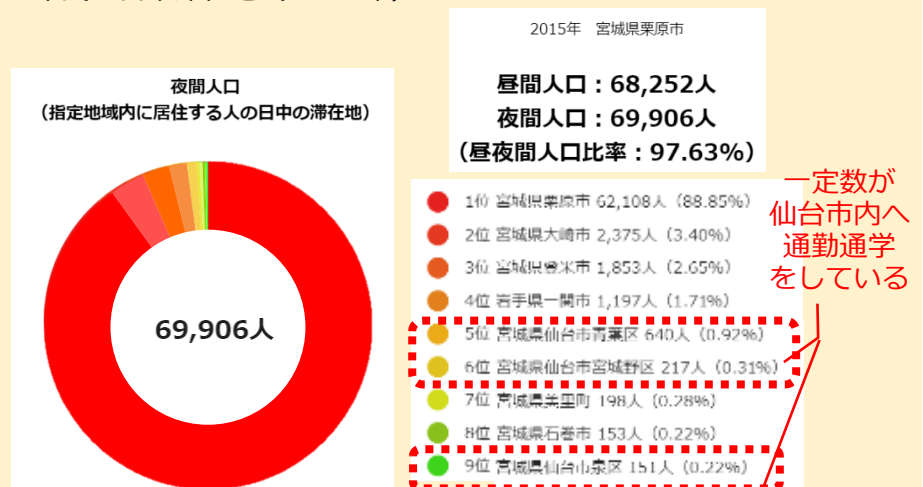 夜間人口
（指定地域内に居住する人の日中の滞在地）
69,906人
2015年　宮城県栗原市
昼間人口：68,252人
夜間人口：69,906人
（昼夜間人口比率：97.63%）
1位 宮城県栗原市 62,108人（88.85%）
2位 宮城県大崎市 2,375人（3.40%）
3位 宮城県登米市 1,853人（2.65%）
4位 岩手県一関市 1,197人（1.71%）
5位 宮城県仙台市青葉区 640人（0.92%）
6位 宮城県仙台市宮城野区 217人（0.31%）
7位 宮城県美里町 198人（0.28%）
8位 宮城県石巻市 153人（0.22%）
9位 宮城県仙台市泉区 151人（0.22%）
一定数が
仙台市内へ
通勤通学
をしている